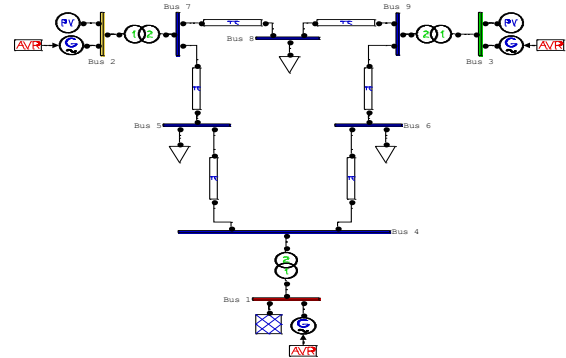 Bus 7
Bus 9
PV
PV
AVR
G
Bus 2
1 2
Bus 8
2 1
G
AVR
Bus 3
Bus 5
Bus 6
Bus 4
2
1
Bus 1
G
AVR